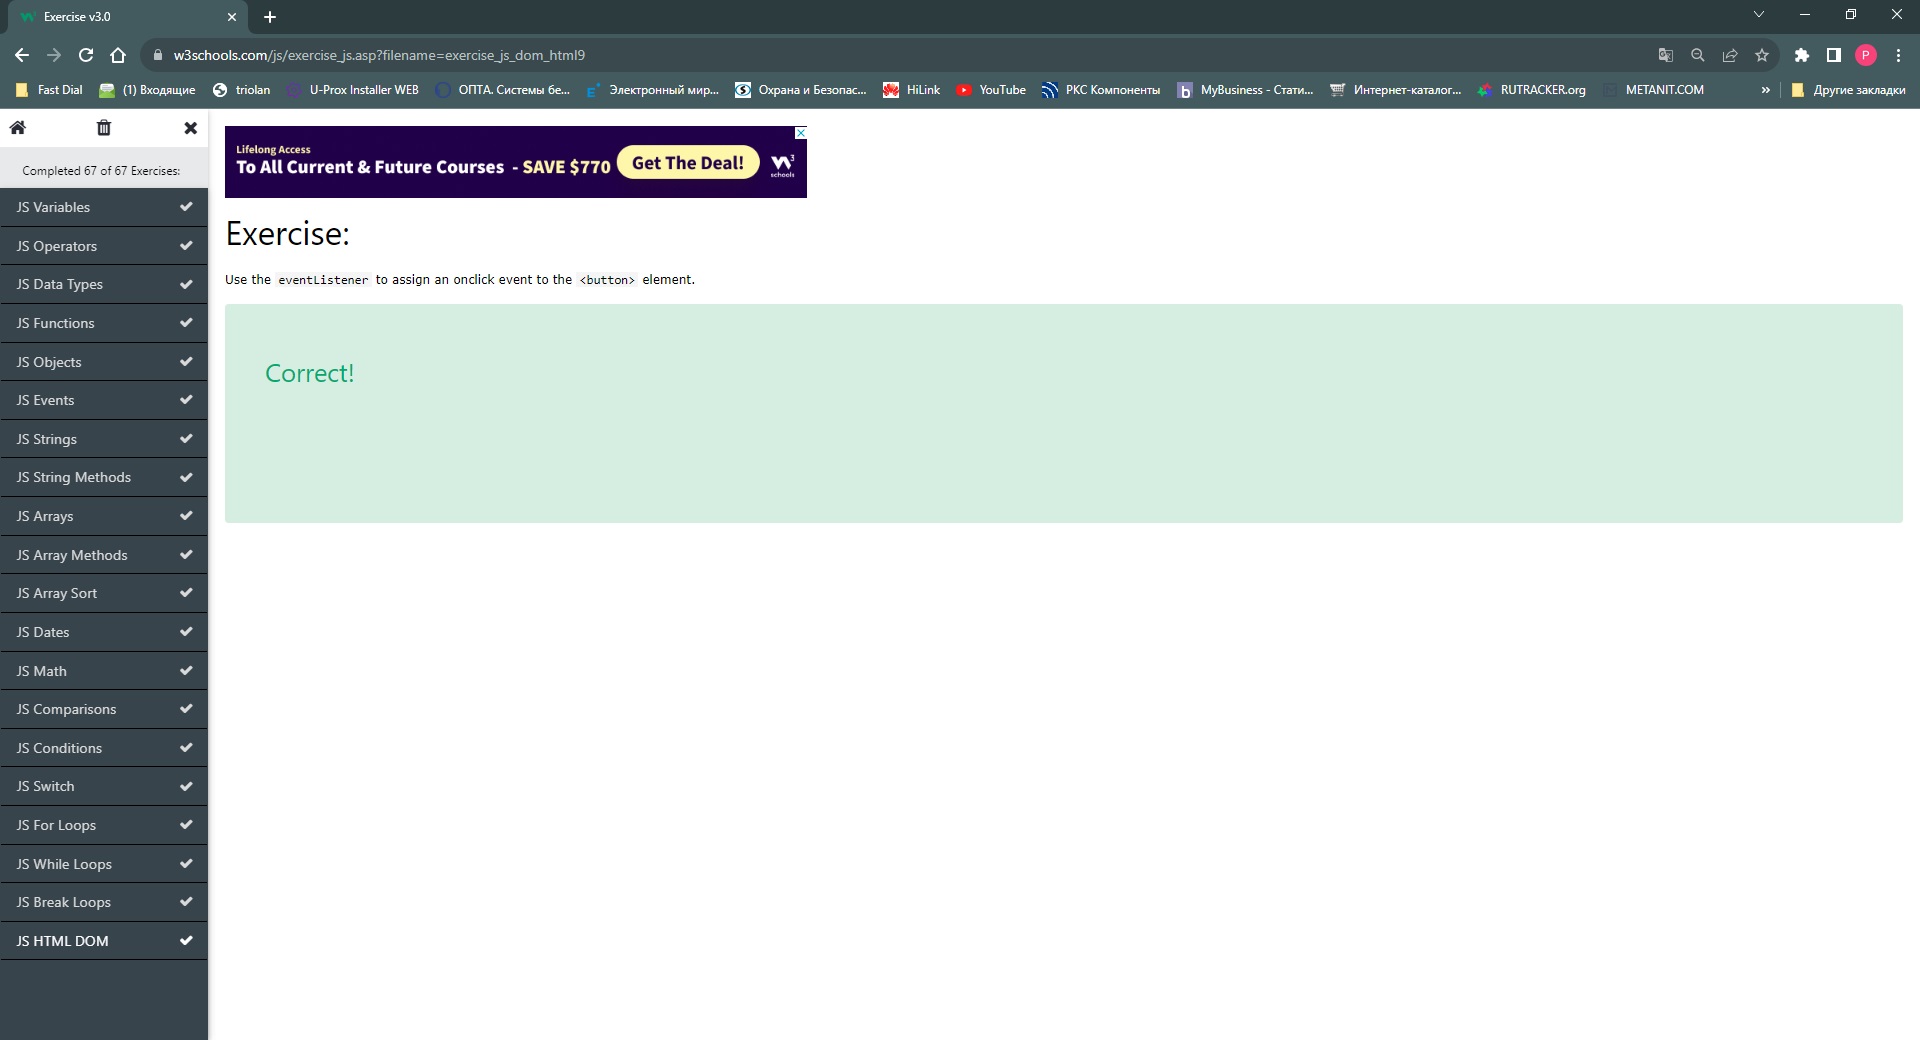 Exercise v3.0
w3schools.com/js/exercise_js.asp?filename=exercise_js_dom_html9
P
Fast Dial (1) Входящие triolan U-Prox Installer WEB ОПТА. Системы бе... Электронный мир... Охрана и Безопас... HiLink YouTube РКС Компоненты MyBusiness - Стати... Интернет-каталог... RUTRACKER.org METANIT.COM » Другие закладки
Completed 67 of 67 Exercises:
JS Variables
JS Operators
JS Data Types
JS Functions
JS Objects
JS Events
JS Strings
JS String Methods
JS Arrays
JS Array Methods
JS Array Sort
JS Dates
JS Math
JS Comparisons
JS Conditions
JS Switch
JS For Loops
JS While Loops
JS Break Loops
JS HTML DOM
Lifelong Access
To All Current & Future Courses - SAVE $770 Get The Deal! W3 schools
Exercise:
Use the eventListener to assign an onclick event to the <button> element.
Correct!